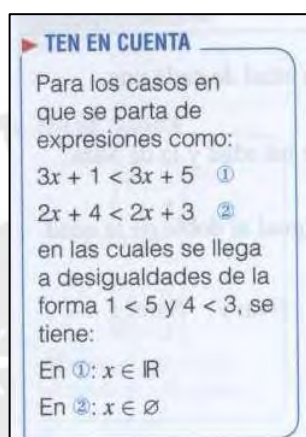 ► TEN EN CUENTA
Para los casos en
que se parta de
expresiones como:
3x + 1 < 3x + 5 ①
2x + 4 < 2x + 3 ②
en las cuales se llega
a desigualdades de la
forma 1 < 5 y 4 < 3, se
tiene:
En ①: x ∈ ℝ
En ②: x ∈ ∅